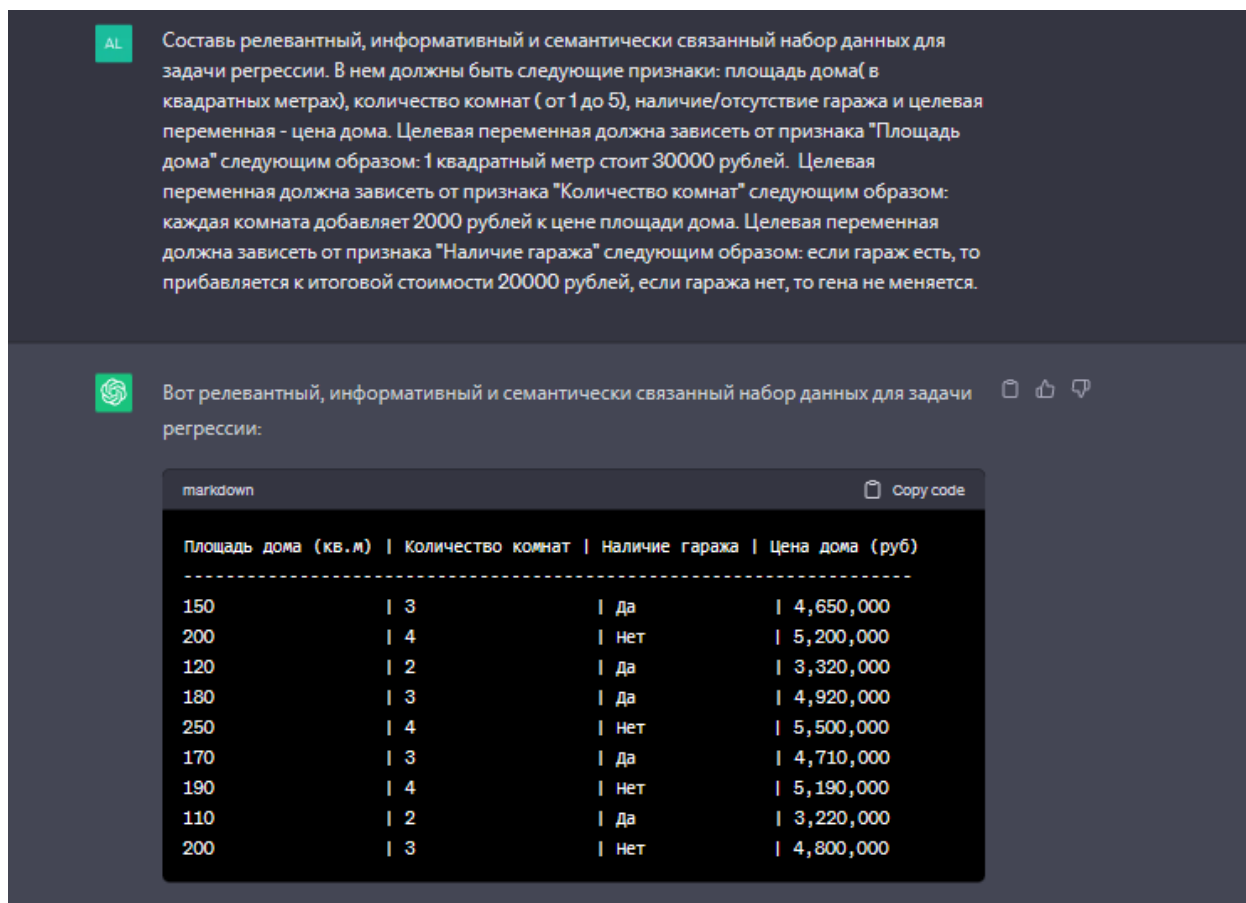 AL
Составь релевантный, информативный и семантически связанный набор данных для
задачи регрессии. В нем должны быть следующие признаки: площадь дома( в
квадратных метрах), количество комнат ( от 1 до 5), наличие/отсутствие гаража и целевая
переменная - цена дома. Целевая переменная должна зависеть от признака "Площадь
дома" следующим образом: 1 квадратный метр стоит 30000 рублей. Целевая
переменная должна зависеть от признака "Количество комнат" следующим образом:
каждая комната добавляет 2000 рублей к цене площади дома. Целевая переменная
должна зависеть от признака "Наличие гаража" следующим образом: если гараж есть, то
прибавляется к итоговой стоимости 20000 рублей, если гаража нет, то гена не меняется.
Вот релевантный, информативный и семантически связанный набор данных для задачи
регрессии:
markdown Copy code
Площадь дома (кв.м) | Количество комнат | Наличие гаража | Цена дома (руб)
---------------------------------------------------------------------
150 | 3 | Да | 4,650,000
200 | 4 | Нет | 5,200,000
120 | 2 | Да | 3,320,000
180 | 3 | Да | 4,920,000
250 | 4 | Нет | 5,500,000
170 | 3 | Да | 4,710,000
190 | 4 | Нет | 5,190,000
110 | 2 | Да | 3,220,000
200 | 3 | Нет | 4,800,000